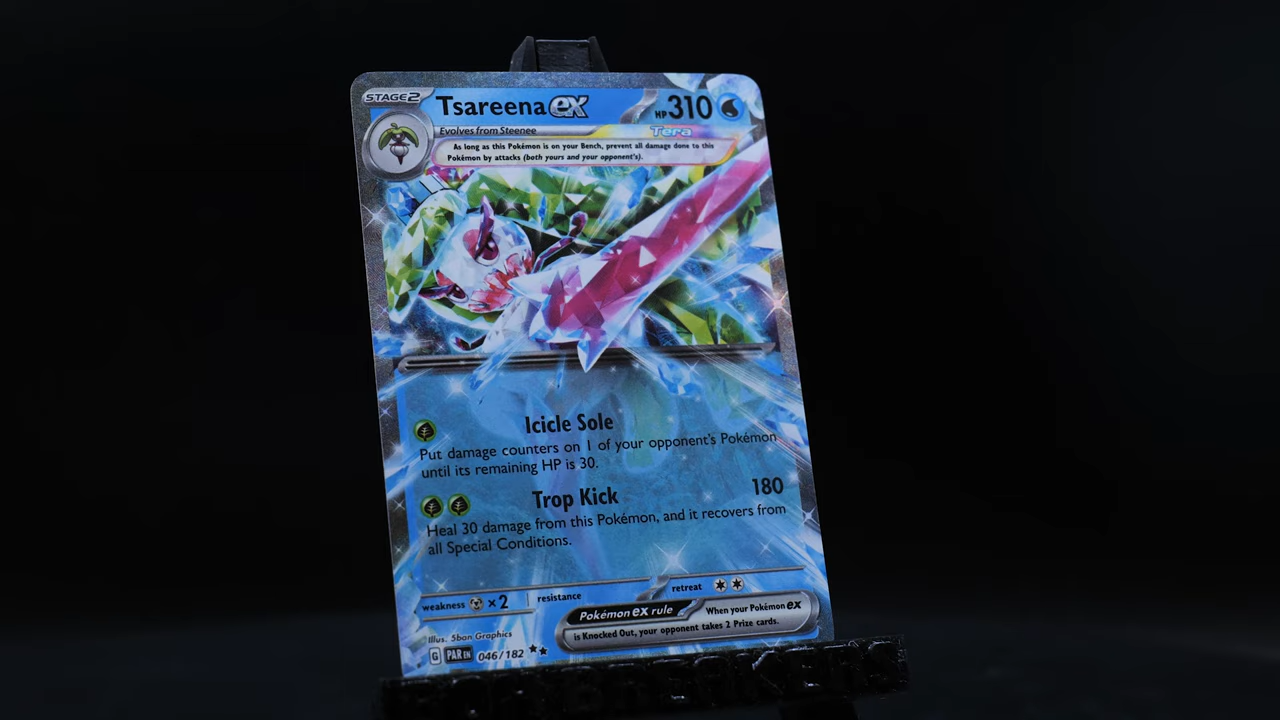 STAGE2 Tsareena ex HP 310
Evolves from Steenee Tera
As long as this Pokémon is on your Bench, prevent all damage done to this
Pokémon by attacks (both yours and your opponent's).
Icicle Sole
Put damage counters on 1 of your opponent's Pokémon
until its remaining HP is 30.
Trop Kick 180
Heal 30 damage from this Pokémon, and it recovers from
all Special Conditions.
weakness ×2 resistance retreat
Pokémon ex rule When your Pokémon ex
is Knocked Out, your opponent takes 2 Prize cards.
Illus. 5ban Graphics
G PAR EN 046/182